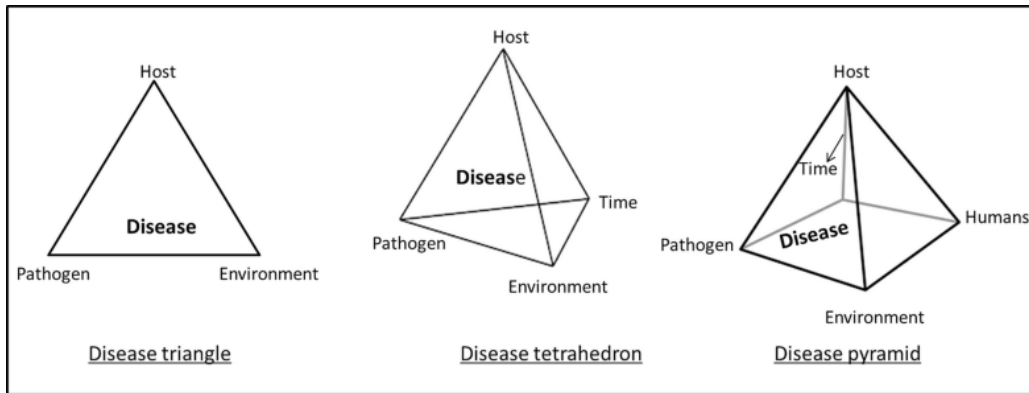 Host
Disease
Pathogen
Environment
Disease triangle
Host
Disease
Time
Pathogen
Environment
Disease tetrahedron
Host
Time
Humans
Pathogen
Disease
Environment
Disease pyramid